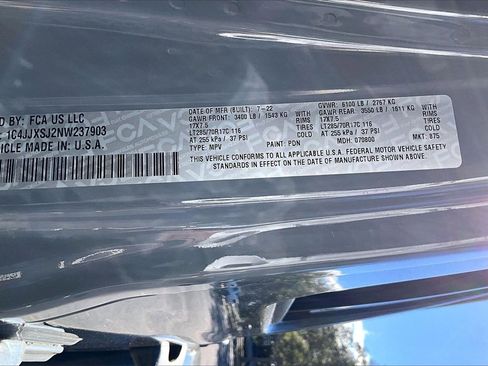 ED BY: FCA US LLC
DATE OF MFR (BUILT): 7-22
GVWR: 6100 LB / 2767 KG
GAWR FRONT: 3400 LB / 1543 KG
GAWR REAR: 3550 LB / 1611 KG
17X7.5 RIMS
17X7.5 RIMS
LT285/70R17C 116 TIRES
LT285/70R17C 116 TIRES
AT 255 kPa / 37 PSI COLD
AT 255 kPa / 37 PSI COLD
1C4JJXSJ2NW237903
TYPE: MPV
PAINT: PDN
MDH: 070800
MKT: 875
HICLE MADE IN: U.S.A.
VEHICLE CONFORMS TO ALL APPLICABLE U.S.A. FEDERAL MOTOR VEHICLE SAFETY
STANDARDS IN EFFECT ON THE DATE OF MANUFACTURE SHOWN ABOVE.